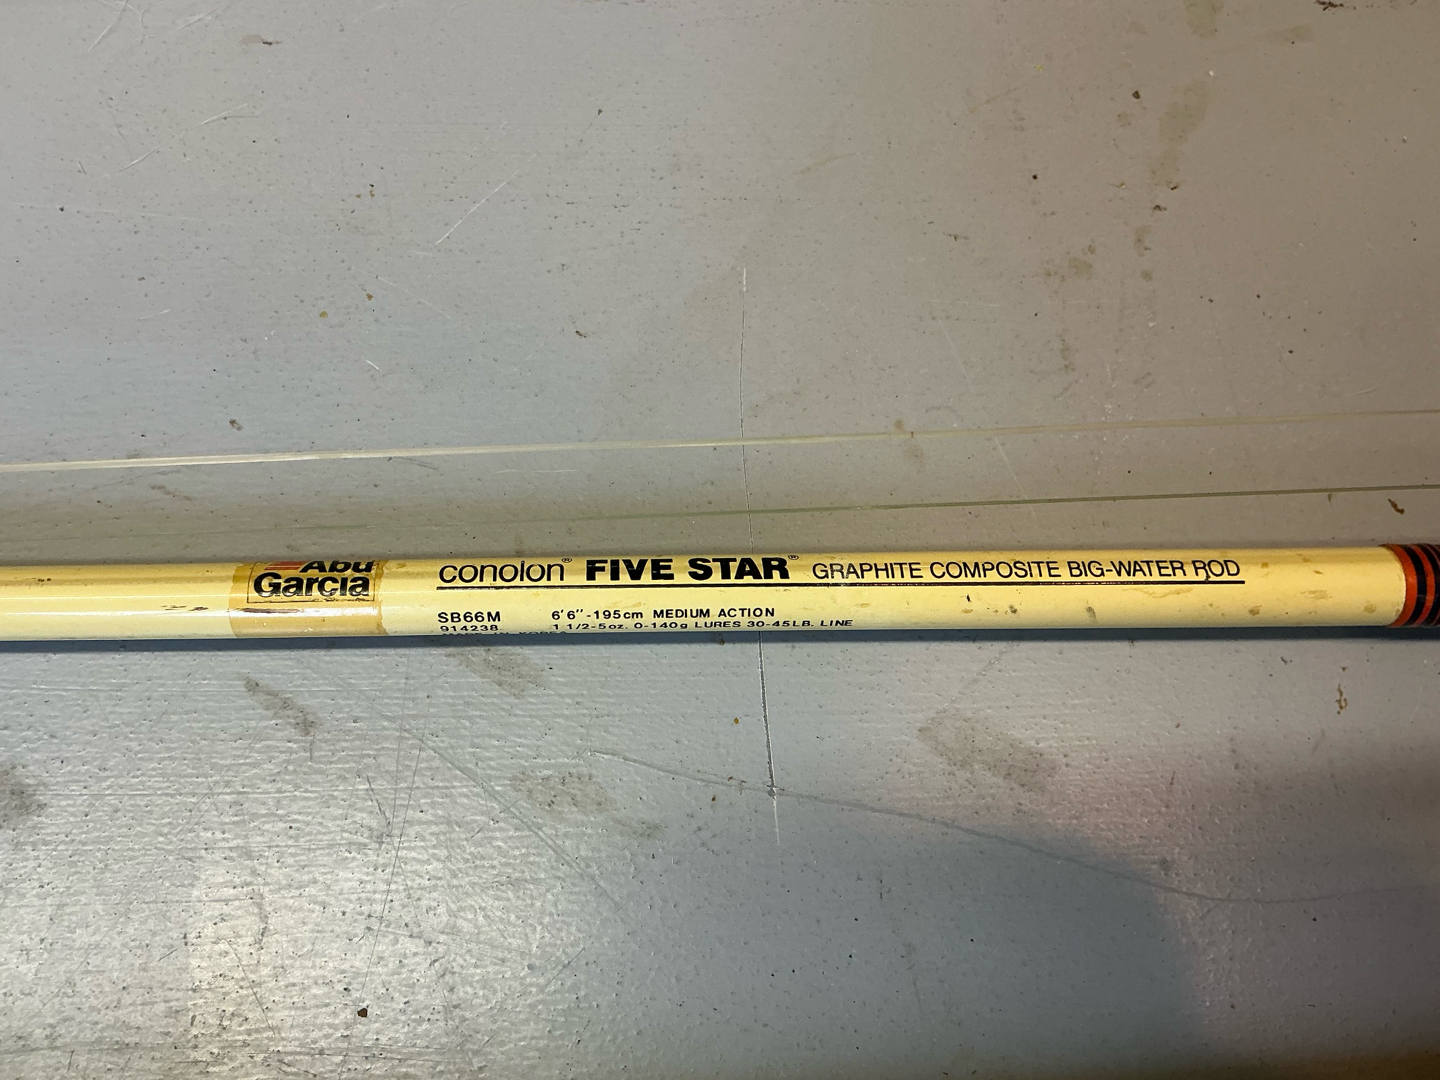 Abu
Garcia
conolon® FIVE STAR® GRAPHITE COMPOSITE BIG-WATER ROD
SB66M 6'6"-195cm MEDIUM ACTION
914238 1 1/2-5oz. 0-140g LURES 30-45LB. LINE